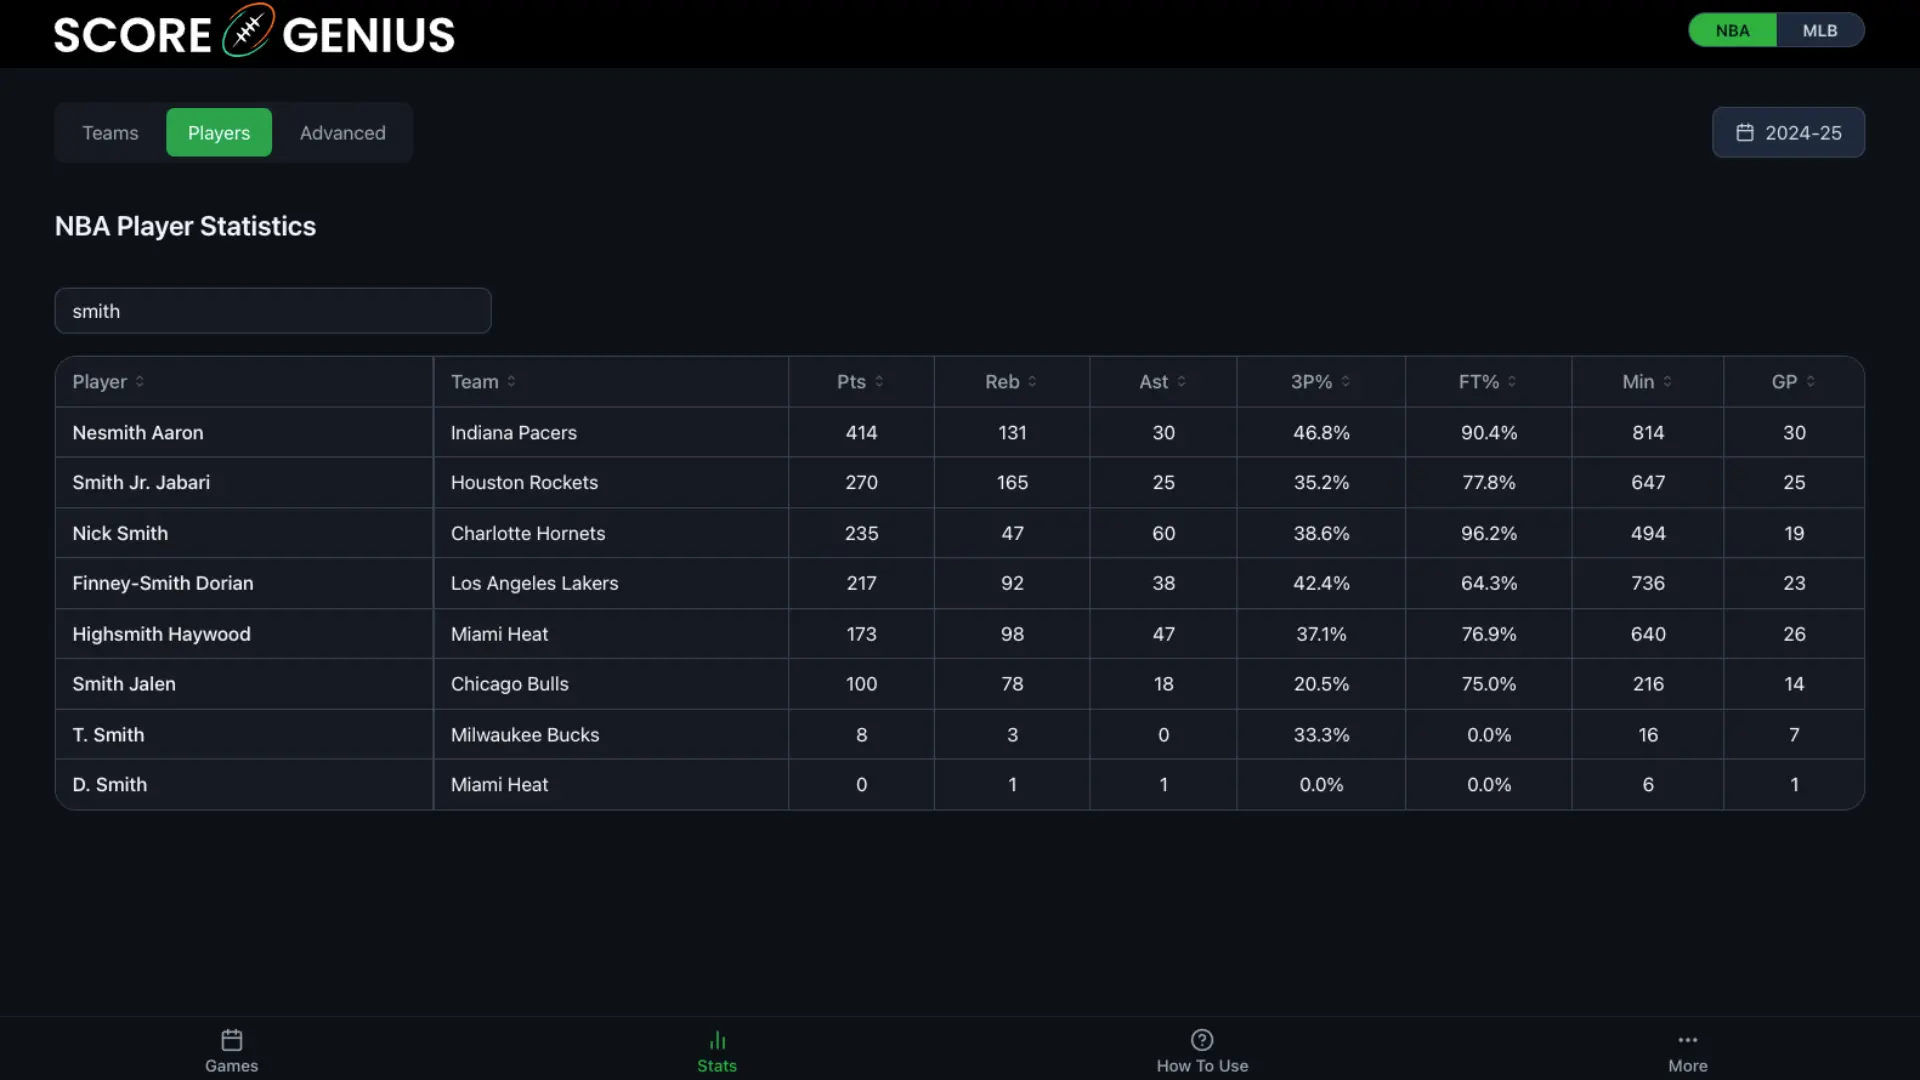 SCORE GENIUS
NBA MLB
Teams Players Advanced
2024-25
NBA Player Statistics
smith
Player Team Pts Reb Ast 3P% FT% Min GP
Nesmith Aaron Indiana Pacers 414 131 30 46.8% 90.4% 814 30
Smith Jr. Jabari Houston Rockets 270 165 25 35.2% 77.8% 647 25
Nick Smith Charlotte Hornets 235 47 60 38.6% 96.2% 494 19
Finney-Smith Dorian Los Angeles Lakers 217 92 38 42.4% 64.3% 736 23
Highsmith Haywood Miami Heat 173 98 47 37.1% 76.9% 640 26
Smith Jalen Chicago Bulls 100 78 18 20.5% 75.0% 216 14
T. Smith Milwaukee Bucks 8 3 0 33.3% 0.0% 16 7
D. Smith Miami Heat 0 1 1 0.0% 0.0% 6 1
Games Stats How To Use More